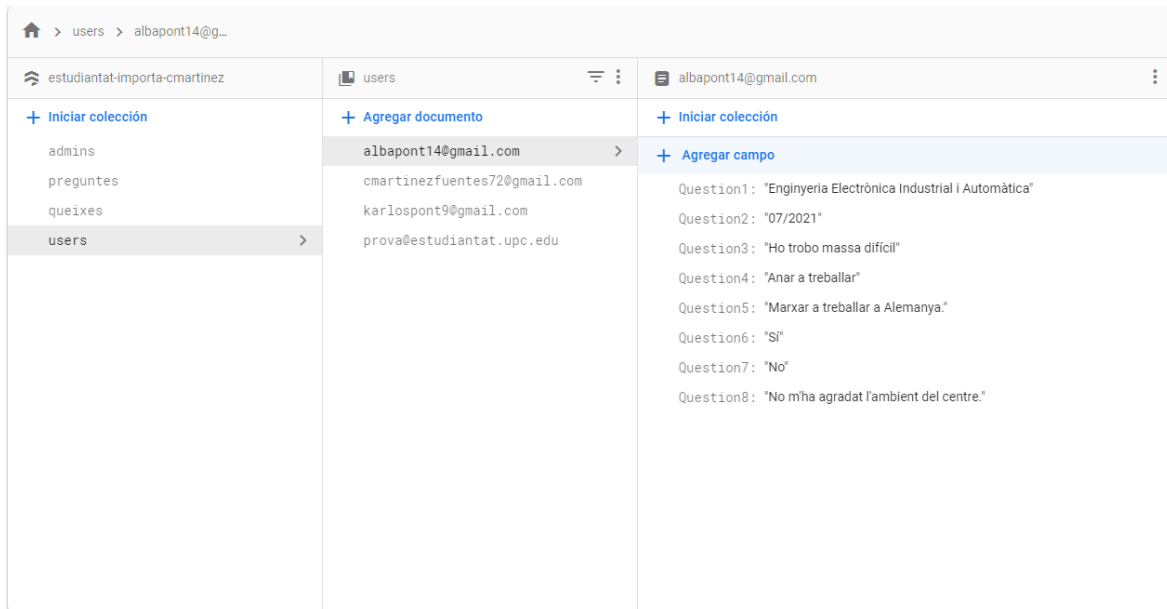 users > albapont14@g...
estudiantat-importa-cmartinez
+ Iniciar colección
admins
preguntes
queixes
users
users
+ Agregar documento
albapont14@gmail.com
cmartinezfuentes72@gmail.com
karlospont9@gmail.com
prova@estudiantat.upc.edu
albapont14@gmail.com
+ Iniciar colección
+ Agregar campo
Question1: "Enginyeria Electrònica Industrial i Automàtica"
Question2: "07/2021"
Question3: "Ho trobo massa difícil"
Question4: "Anar a treballar"
Question5: "Marxar a treballar a Alemanya."
Question6: "Sí"
Question7: "No"
Question8: "No m'ha agradat l'ambient del centre."